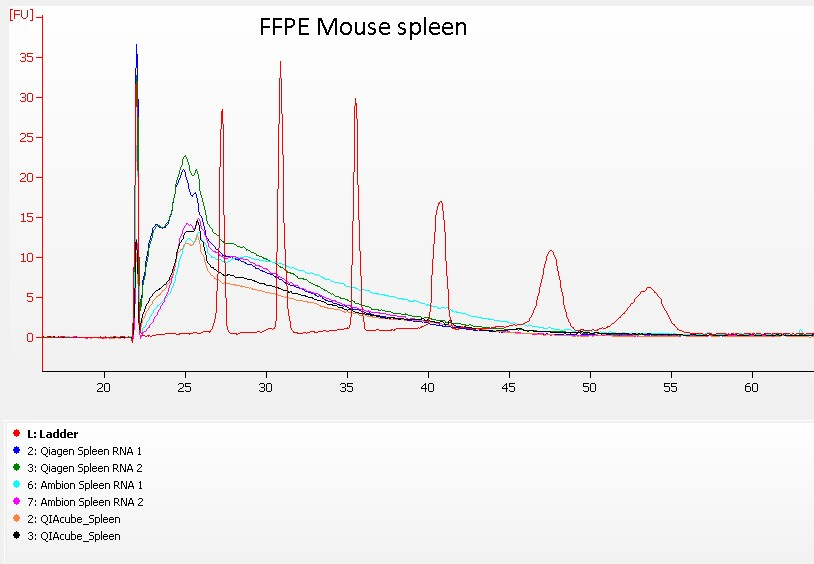 FFPE Mouse spleen
[FU]
35
30
25
20
15
10
5
0
20 25 30 35 40 45 50 55 60
L: Ladder
2: Qiagen Spleen RNA 1
3: Qiagen Spleen RNA 2
6: Ambion Spleen RNA 1
7: Ambion Spleen RNA 2
2: QIAcube_Spleen
3: QIAcube_Spleen